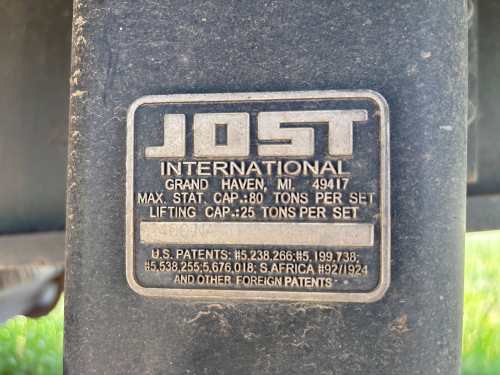 JOST
INTERNATIONAL
GRAND HAVEN, MI. 49417
MAX. STAT. CAP.:80 TONS PER SET
LIFTING CAP.:25 TONS PER SET
U.S. PATENTS: #5,238,266;#5,199,738;
#5,538,255;5,676,018; S.AFRICA #92/1924
AND OTHER FOREIGN PATENTS